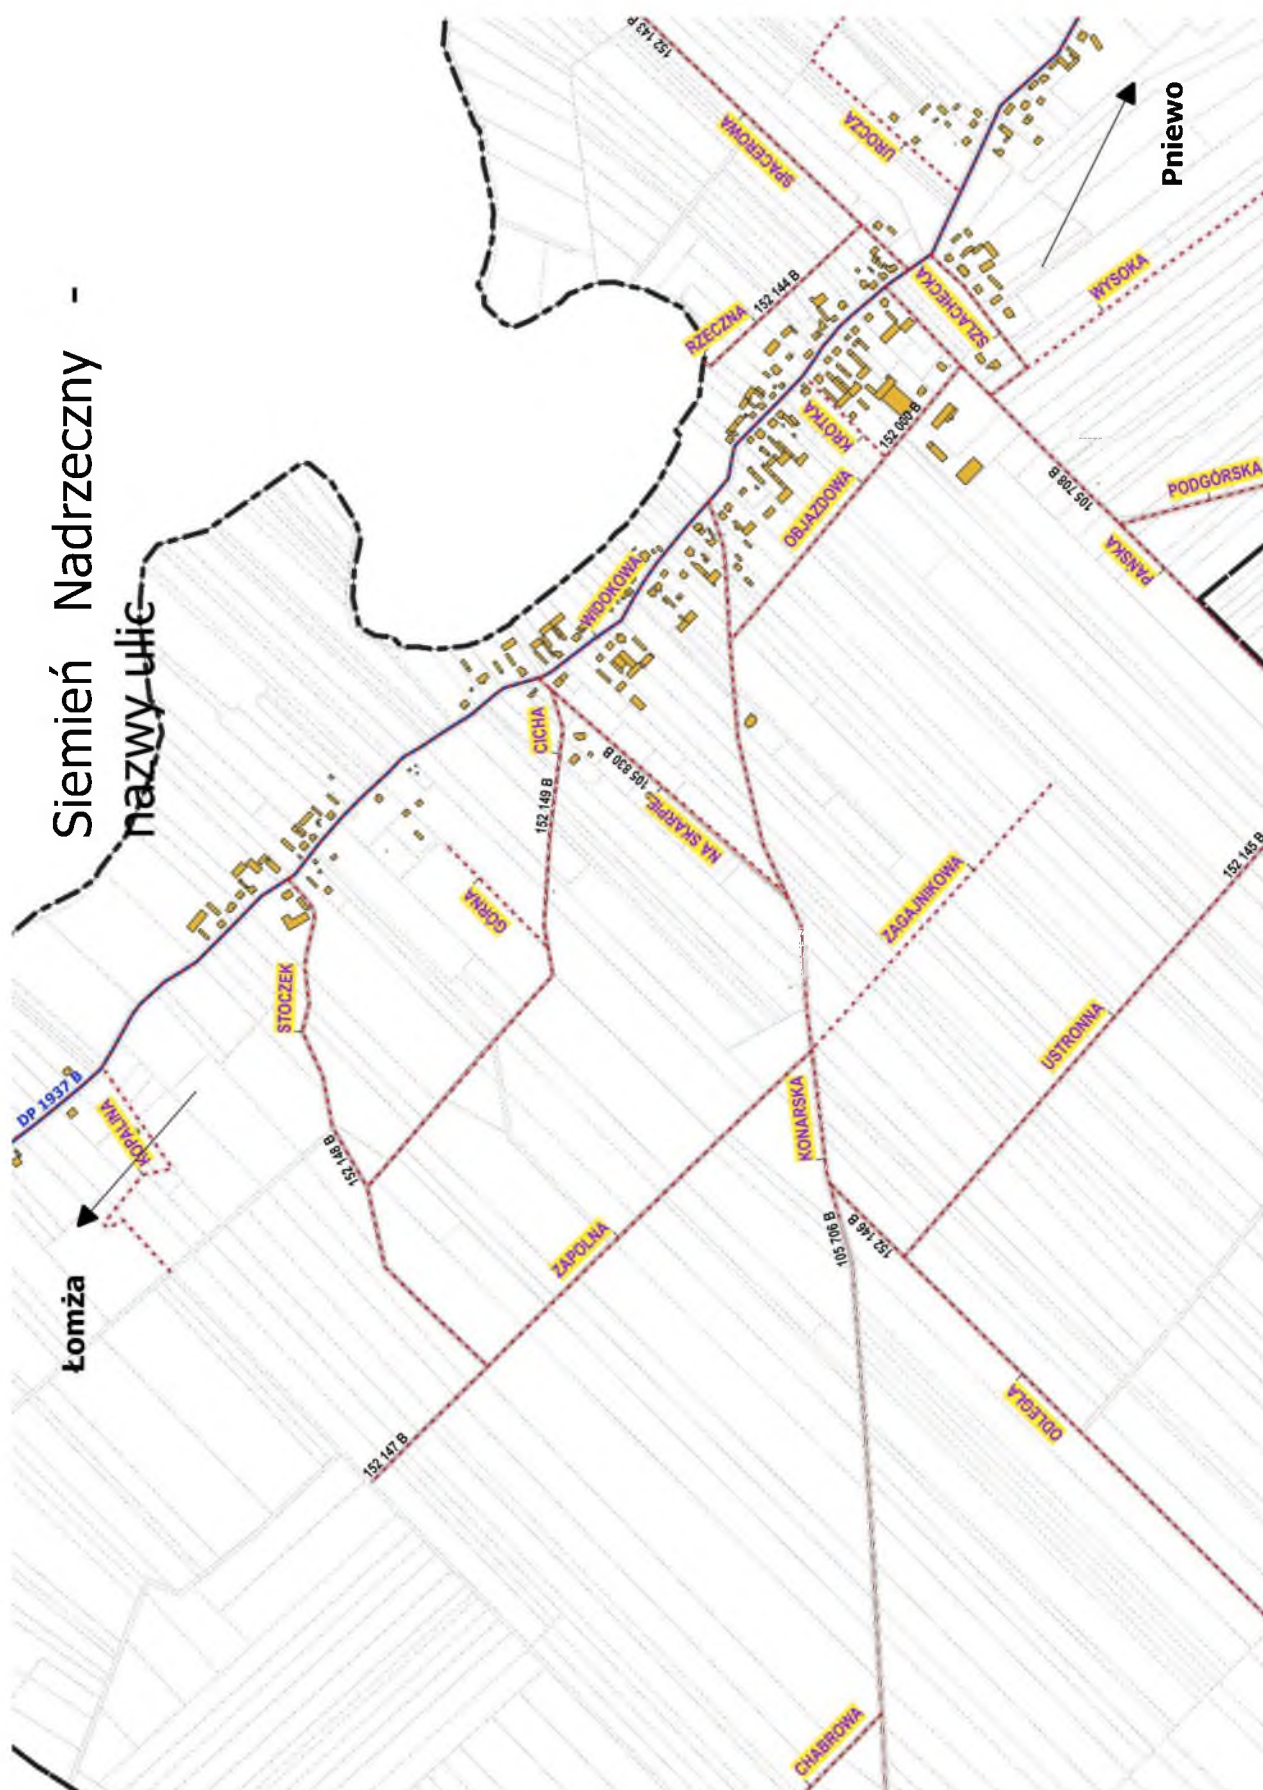 Siemień Nadrzeczny -
nazwy ulic
152 143 B
SPACEROWA
UROCZA
Pniewo
RZECZNA
152 144 B
SZLACHECKA
WYSOKA
KRÓTKA
152 000 B
OBJAZDOWA
105 708 B
PODGÓRSKA
PAŃSKA
WIDOKOWA
CICHA
152 149 B
105 830 B
NA SKARPIE
GÓRNA
ZAGAJNIKOWA
152 145 B
STOCZEK
USTRONNA
DP 1937 B
KOPALINA
152 148 B
KONARSKA
ZAPOLNA
105 706 B
152 146 B
Łomża
ODLEGŁA
152 147 B
CHABROWA